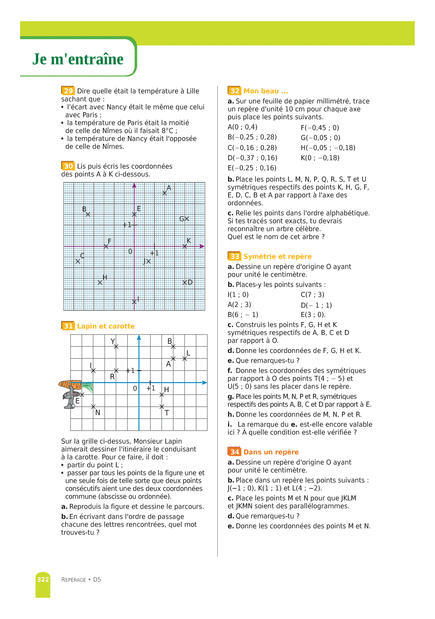 Je m'entraîne
29 Dire quelle était la température à Lille
sachant que :
• l'écart avec Nancy était le même que celui
avec Paris ;
• la température de Paris était la moitié
de celle de Nîmes où il faisait 8°C ;
• la température de Nancy était l'opposée
de celle de Nîmes.
30 Lis puis écris les coordonnées
des points A à K ci-dessous.
A
B
E
G
+1
F
K
0
+1
C
J
H
D
I
31 Lapin et carotte
Y
B
L
I
R
+1
0
+1
H
E
N
A
T
Sur la grille ci-dessus, Monsieur Lapin
aimerait dessiner l'itinéraire le conduisant
à la carotte. Pour ce faire, il doit :
• partir du point L ;
• passer par tous les points de la figure une et
une seule fois de telle sorte que deux points
consécutifs aient une des deux coordonnées
commune (abscisse ou ordonnée).
a. Reproduis la figure et dessine le parcours.
b. En écrivant dans l'ordre de passage
chacune des lettres rencontrées, quel mot
trouves-tu ?
32 Mon beau ...
a. Sur une feuille de papier millimétré, trace
un repère d'unité 10 cm pour chaque axe
puis place les points suivants.
A(0 ; 0,4) F(−0,45 ; 0)
B(−0,25 ; 0,28) G(−0,05 ; 0)
C(−0,16 ; 0,28) H(−0,05 ; −0,18)
D(−0,37 ; 0,16) K(0 ; −0,18)
E(−0,25 ; 0,16)
b. Place les points L, M, N, P, Q, R, S, T et U
symétriques respectifs des points K, H, G, F,
E, D, C, B et A par rapport à l'axe des
ordonnées.
c. Relie les points dans l'ordre alphabétique.
Si tes tracés sont exacts, tu devrais
reconnaître un arbre célèbre.
Quel est le nom de cet arbre ?
33 Symétrie et repère
a. Dessine un repère d'origine O ayant
pour unité le centimètre.
b. Places-y les points suivants :
I(1 ; 0) C(7 ; 3)
A(2 ; 3) D(− 1 ; 1)
B(6 ; − 1) E(3 ; 0).
c. Construis les points F, G, H et K
symétriques respectifs de A, B, C et D
par rapport à O.
d. Donne les coordonnées de F, G, H et K.
e. Que remarques-tu ?
f. Donne les coordonnées des symétriques
par rapport à O des points T(4 ; − 5) et
U(5 ; 0) sans les placer dans le repère.
g. Place les points M, N, P et R, symétriques
respectifs des points A, B, C et D par rapport à E.
h. Donne les coordonnées de M, N, P et R.
i. La remarque du e. est-elle encore valable
ici ? À quelle condition est-elle vérifiée ?
34 Dans un repère
a. Dessine un repère d'origine O ayant
pour unité le centimètre.
b. Place dans un repère les points suivants :
J(−1 ; 0), K(1 ; 5) et L(4 ; −2).
c. Place les points M et N pour que JKLM
et JKMN soient des parallélogrammes.
d. Que remarques-tu ?
e. Donne les coordonnées des points M et N.
322 REPÉRAGE • D5